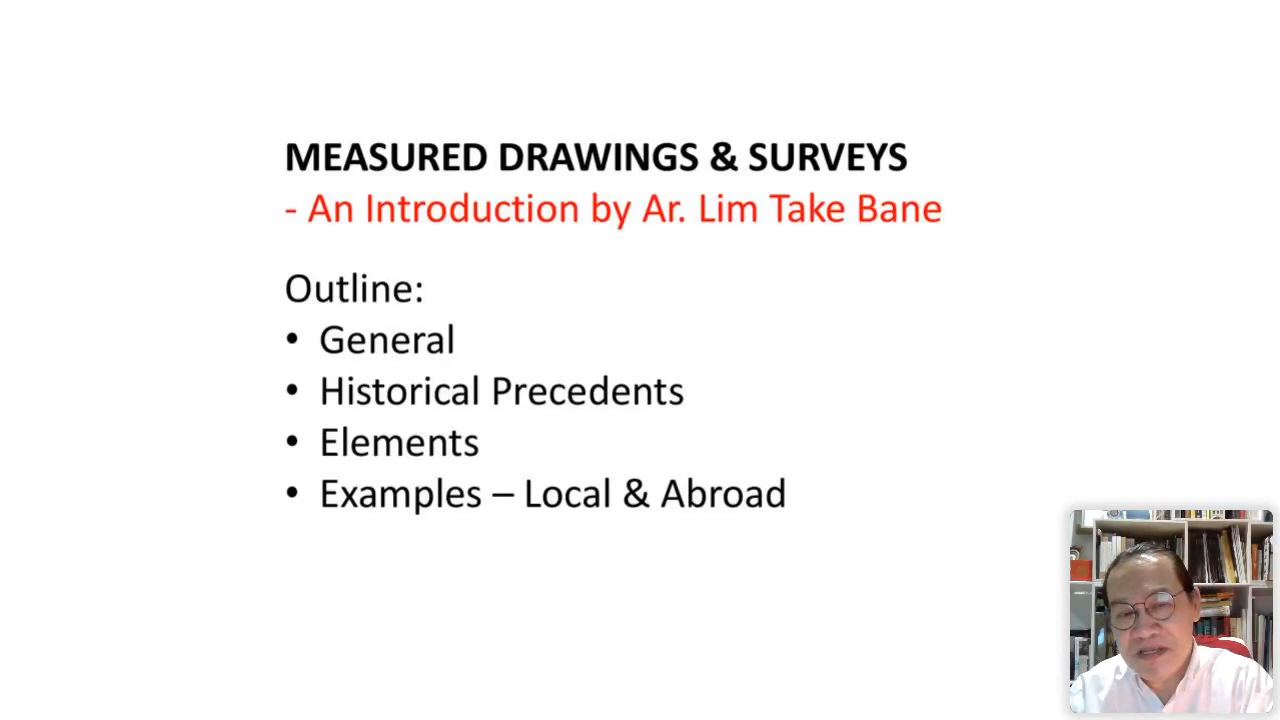 MEASURED DRAWINGS & SURVEYS
- An Introduction by Ar. Lim Take Bane
Outline:
• General
• Historical Precedents
• Elements
• Examples – Local & Abroad